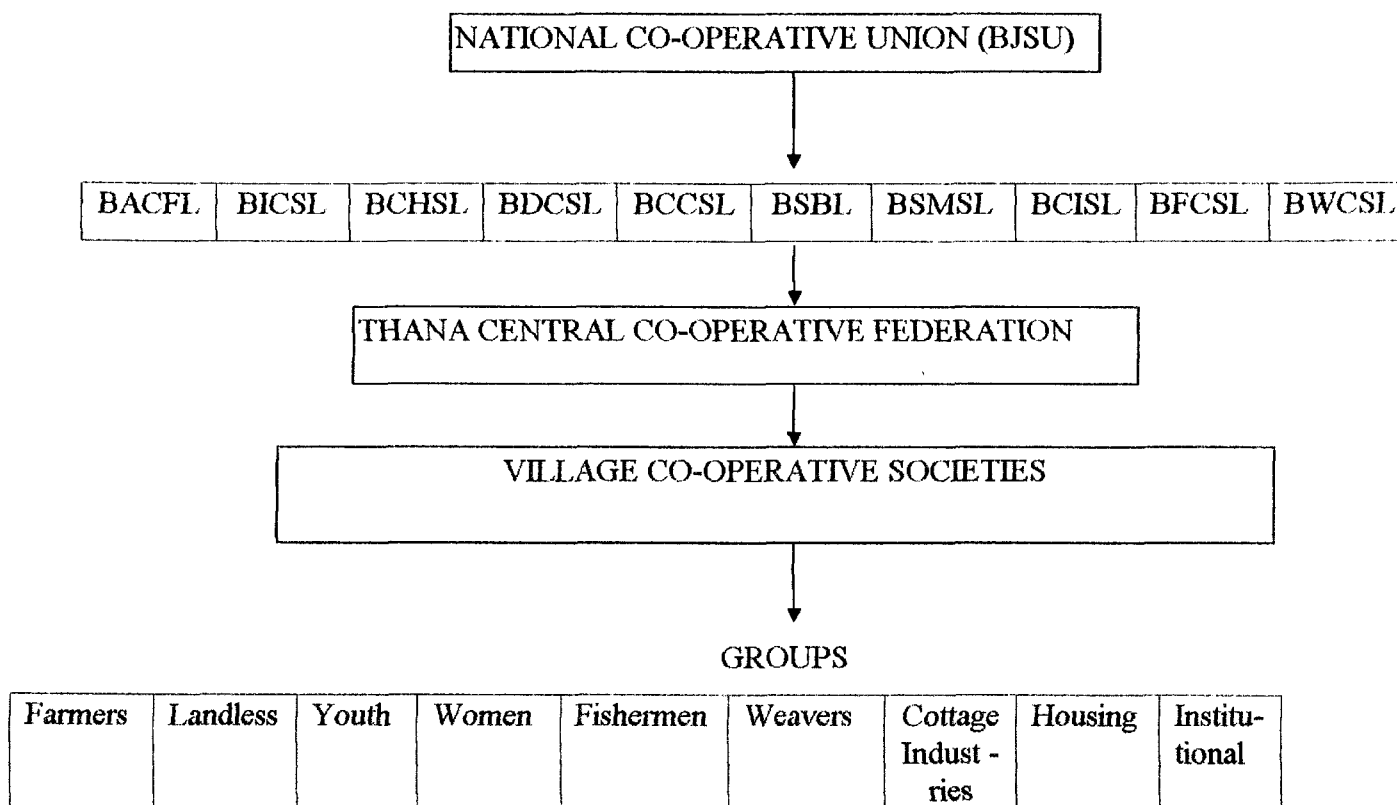 NATIONAL CO-OPERATIVE UNION (BJSU)
BACFL BICSL BCHSL BDCSL BCCSL BSBL BSMSL BCISL BFCSL BWCSL
THANA CENTRAL CO-OPERATIVE FEDERATION
VILLAGE CO-OPERATIVE SOCIETIES
GROUPS
Farmers Landless Youth Women Fishermen Weavers Cottage Housing Institu-
Indust - tional
ries